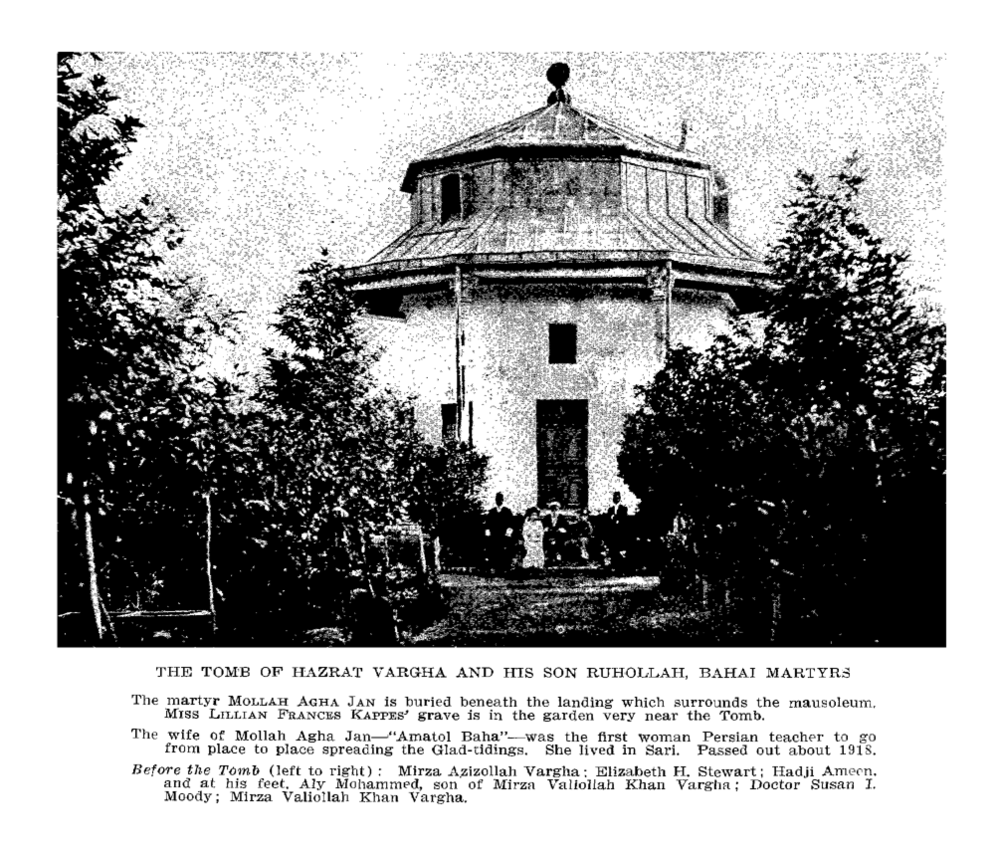 THE TOMB OF HAZRAT VARGHA AND HIS SON RUHOLLAH, BAHAI MARTYRS
The martyr MOLLAH AGHA JAN is buried beneath the landing which surrounds the mausoleum.
MISS LILLIAN FRANCES KAPPES' grave is in the garden very near the Tomb.
The wife of Mollah Agha Jan—"Amatol Baha"—was the first woman Persian teacher to go
from place to place spreading the Glad-tidings. She lived in Sari. Passed out about 1918.
Before the Tomb (left to right): Mirza Azizollah Vargha; Elizabeth H. Stewart; Hadji Ameen,
and at his feet, Aly Mohammed, son of Mirza Valiollah Khan Vargha; Doctor Susan I.
Moody; Mirza Valiollah Khan Vargha.